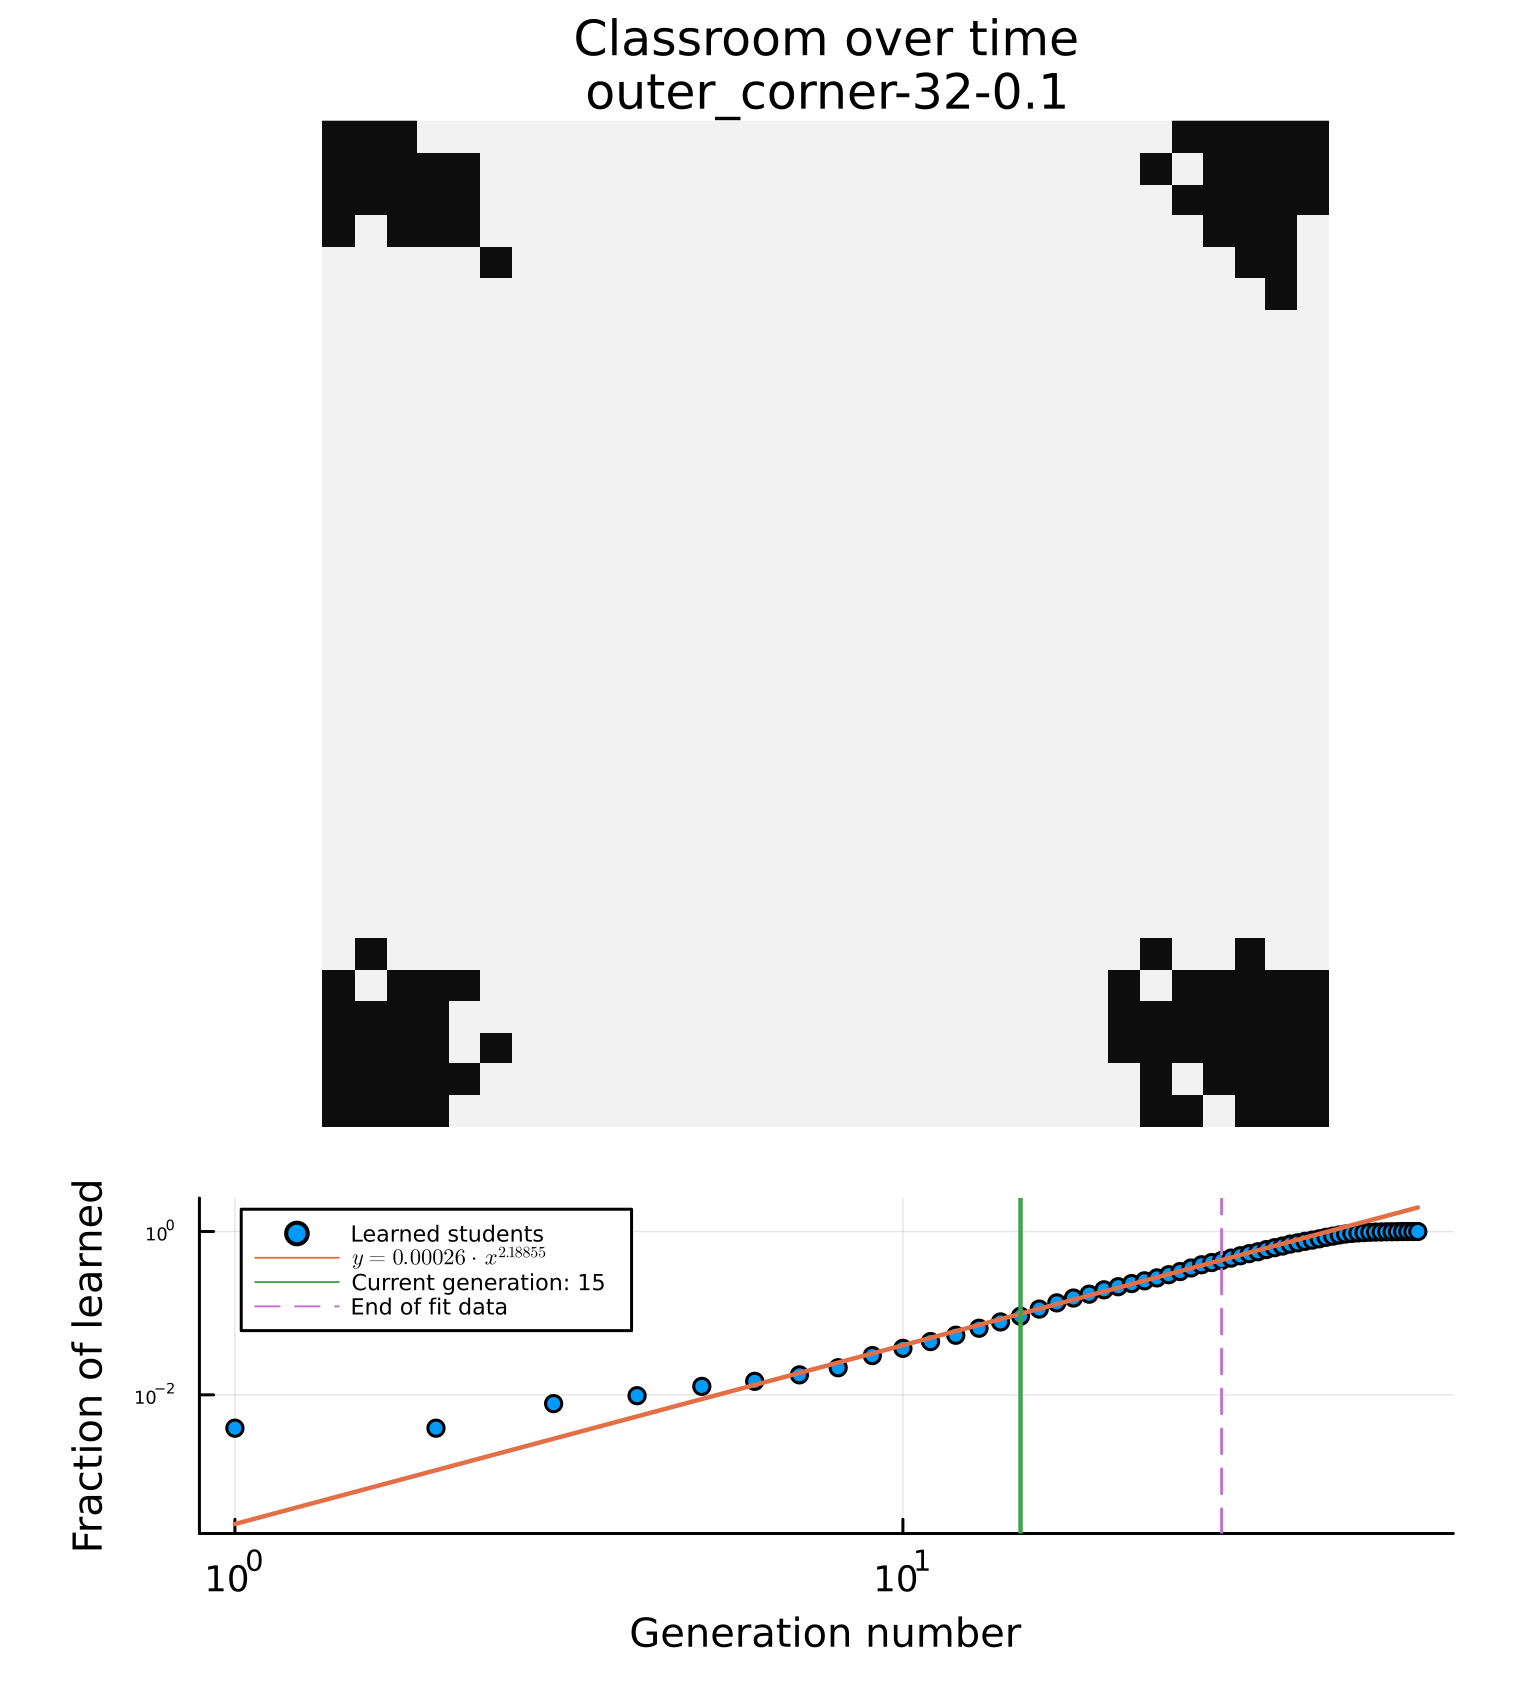 Classroom over time
outer_corner-32-0.1
Fraction of learned
10^0
10^−2
Learned students
y = 0.00026 · x^2.18855
Current generation: 15
End of fit data
10^0
10^1
Generation number